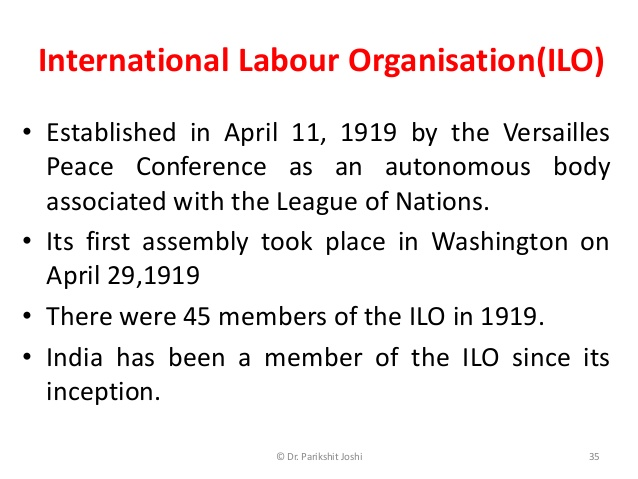 International Labour Organisation(ILO)
• Established in April 11, 1919 by the Versailles
Peace Conference as an autonomous body
associated with the League of Nations.
• Its first assembly took place in Washington on
April 29,1919
• There were 45 members of the ILO in 1919.
• India has been a member of the ILO since its
inception.
© Dr. Parikshit Joshi
35